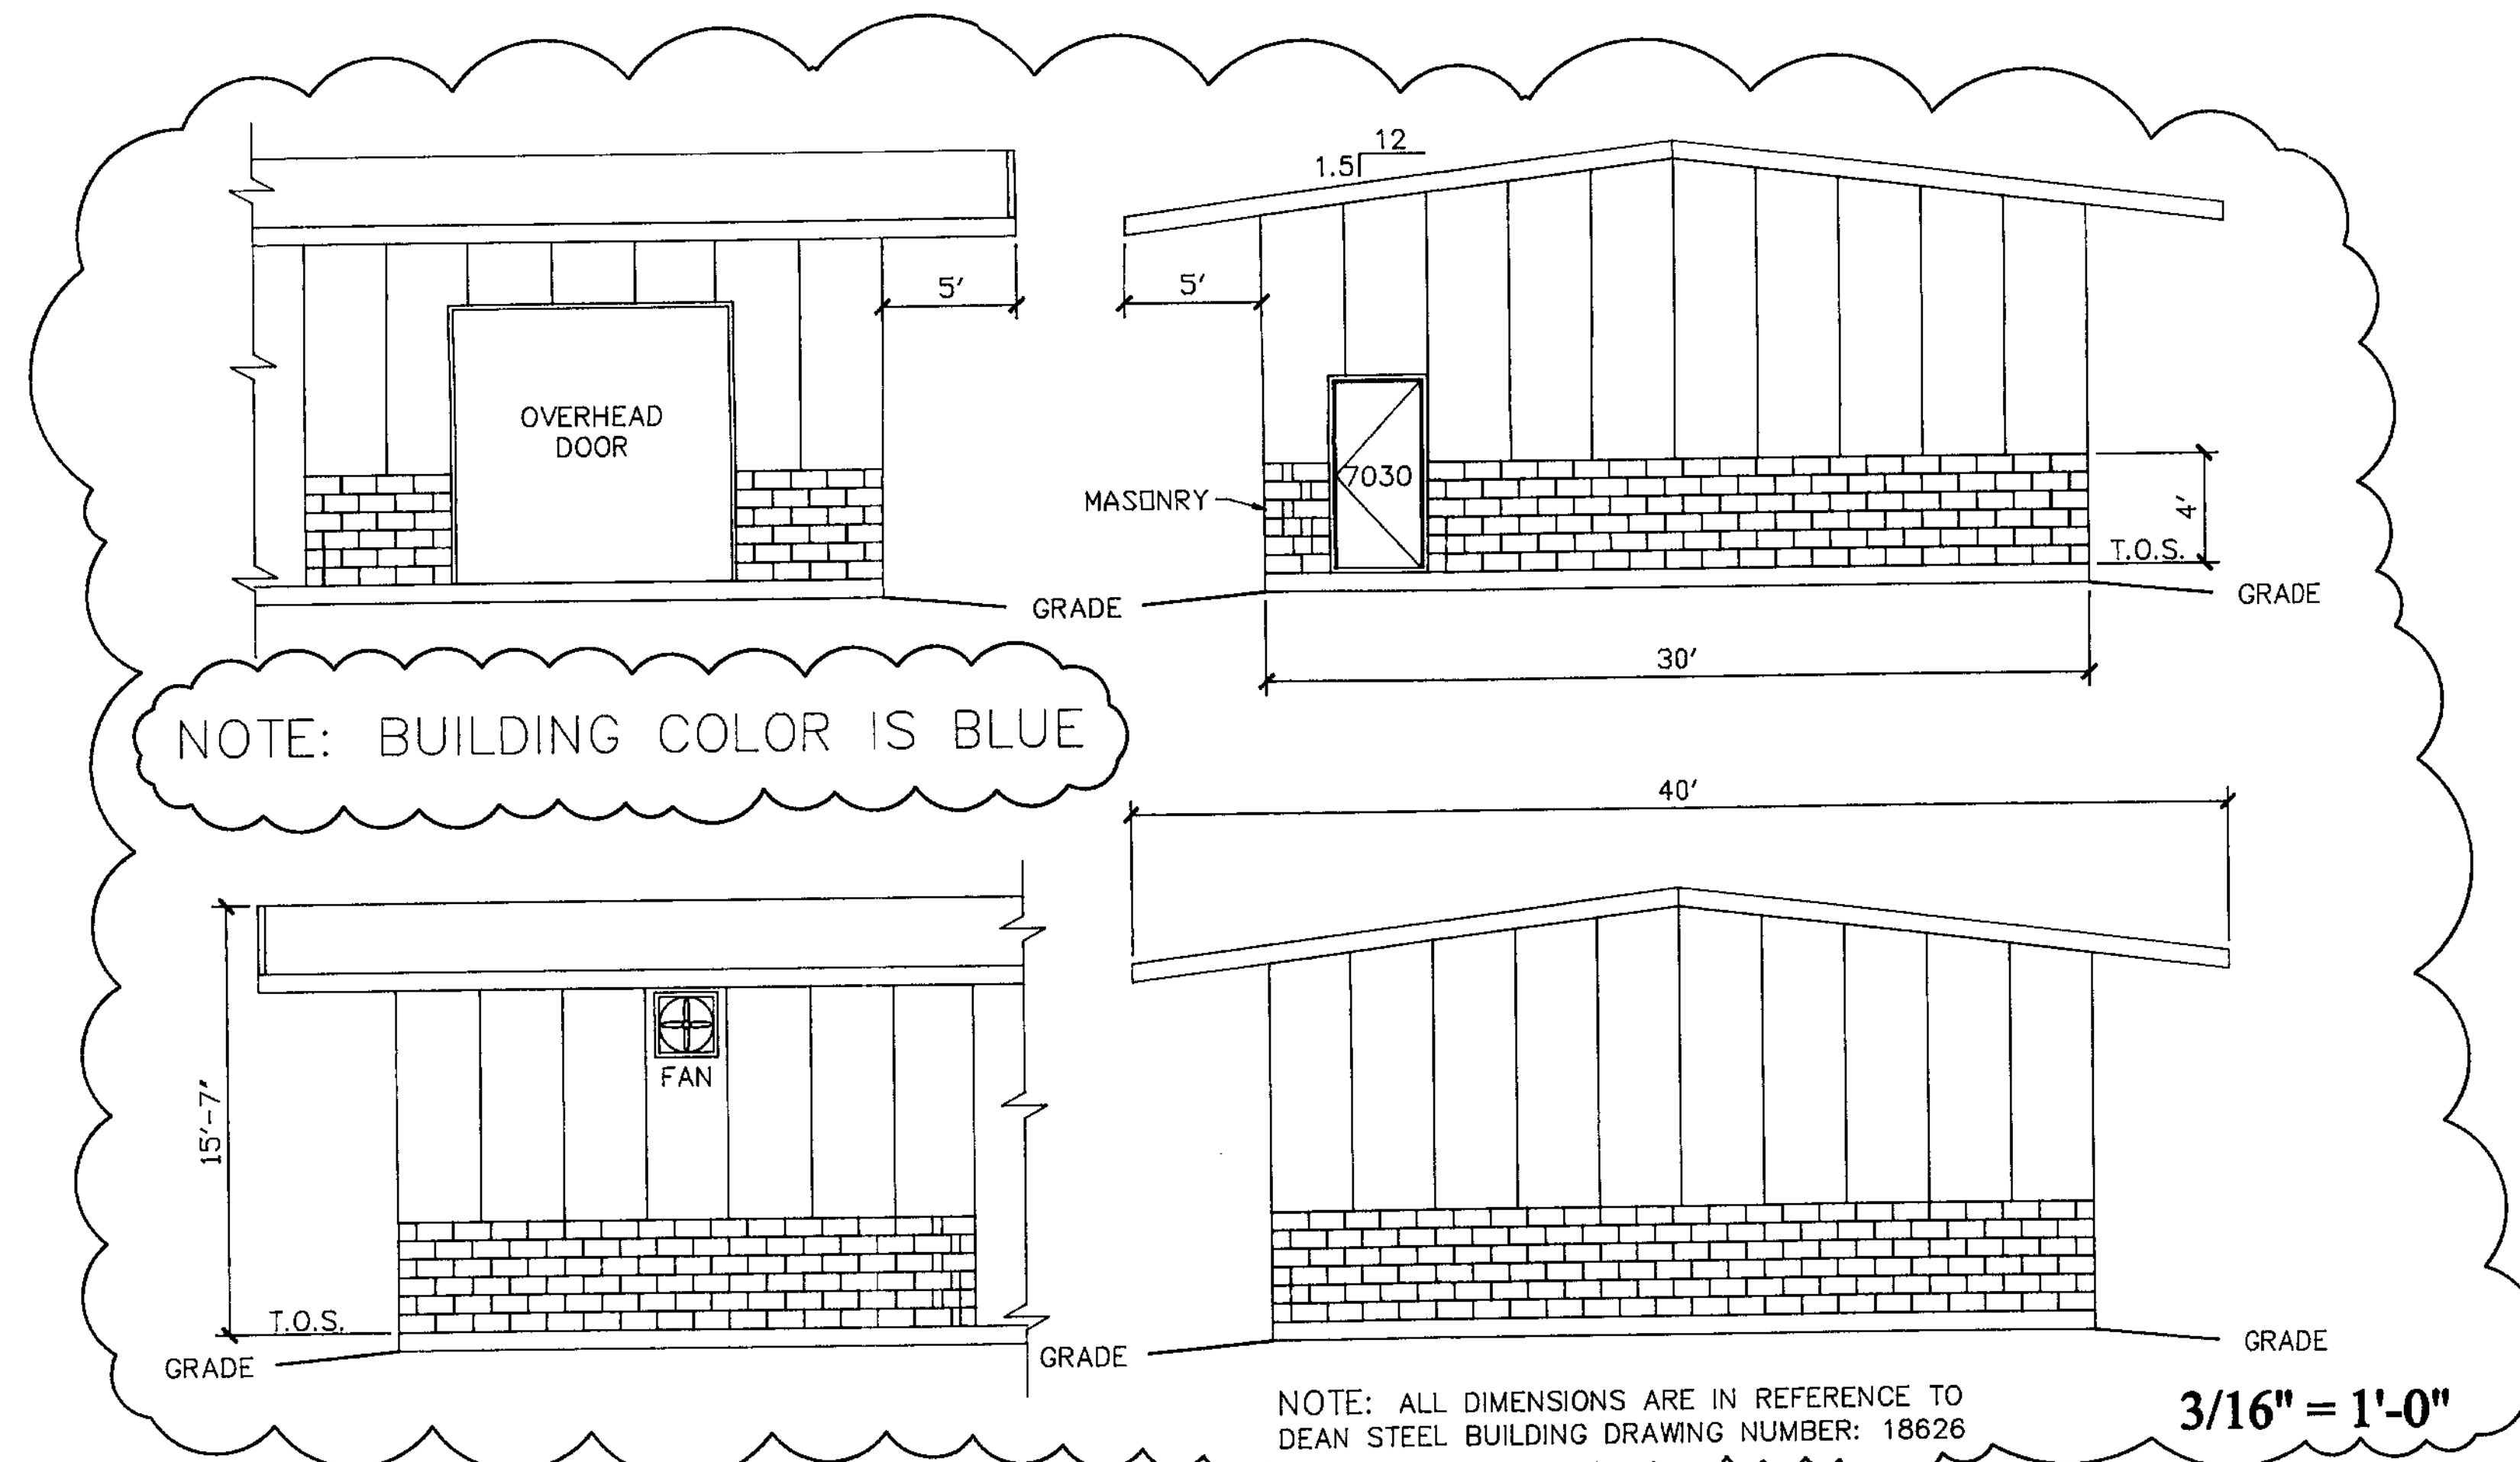 12
1.5
5'
5'
OVERHEAD
DOOR
7030
MASONRY
4'
T.O.S.
GRADE
GRADE
30'
NOTE: BUILDING COLOR IS BLUE
40'
15'-7"
FAN
T.O.S.
GRADE
GRADE
GRADE
NOTE: ALL DIMENSIONS ARE IN REFERENCE TO
DEAN STEEL BUILDING DRAWING NUMBER: 18626
3/16" = 1'-0"